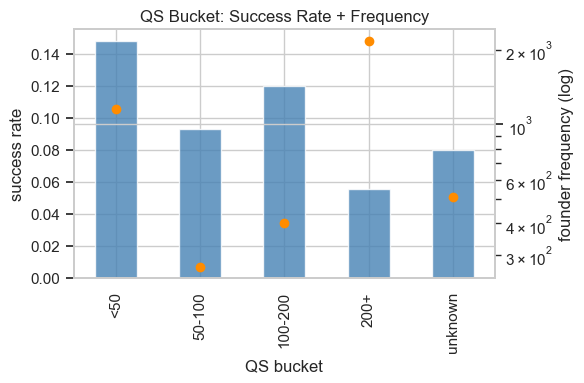 QS Bucket: Success Rate + Frequency
success rate
0.14
0.12
0.10
0.08
0.06
0.04
0.02
0.00
2 × 10³
10³
6 × 10²
4 × 10²
3 × 10²
founder frequency (log)
<50
50-100
100-200
200+
unknown
QS bucket